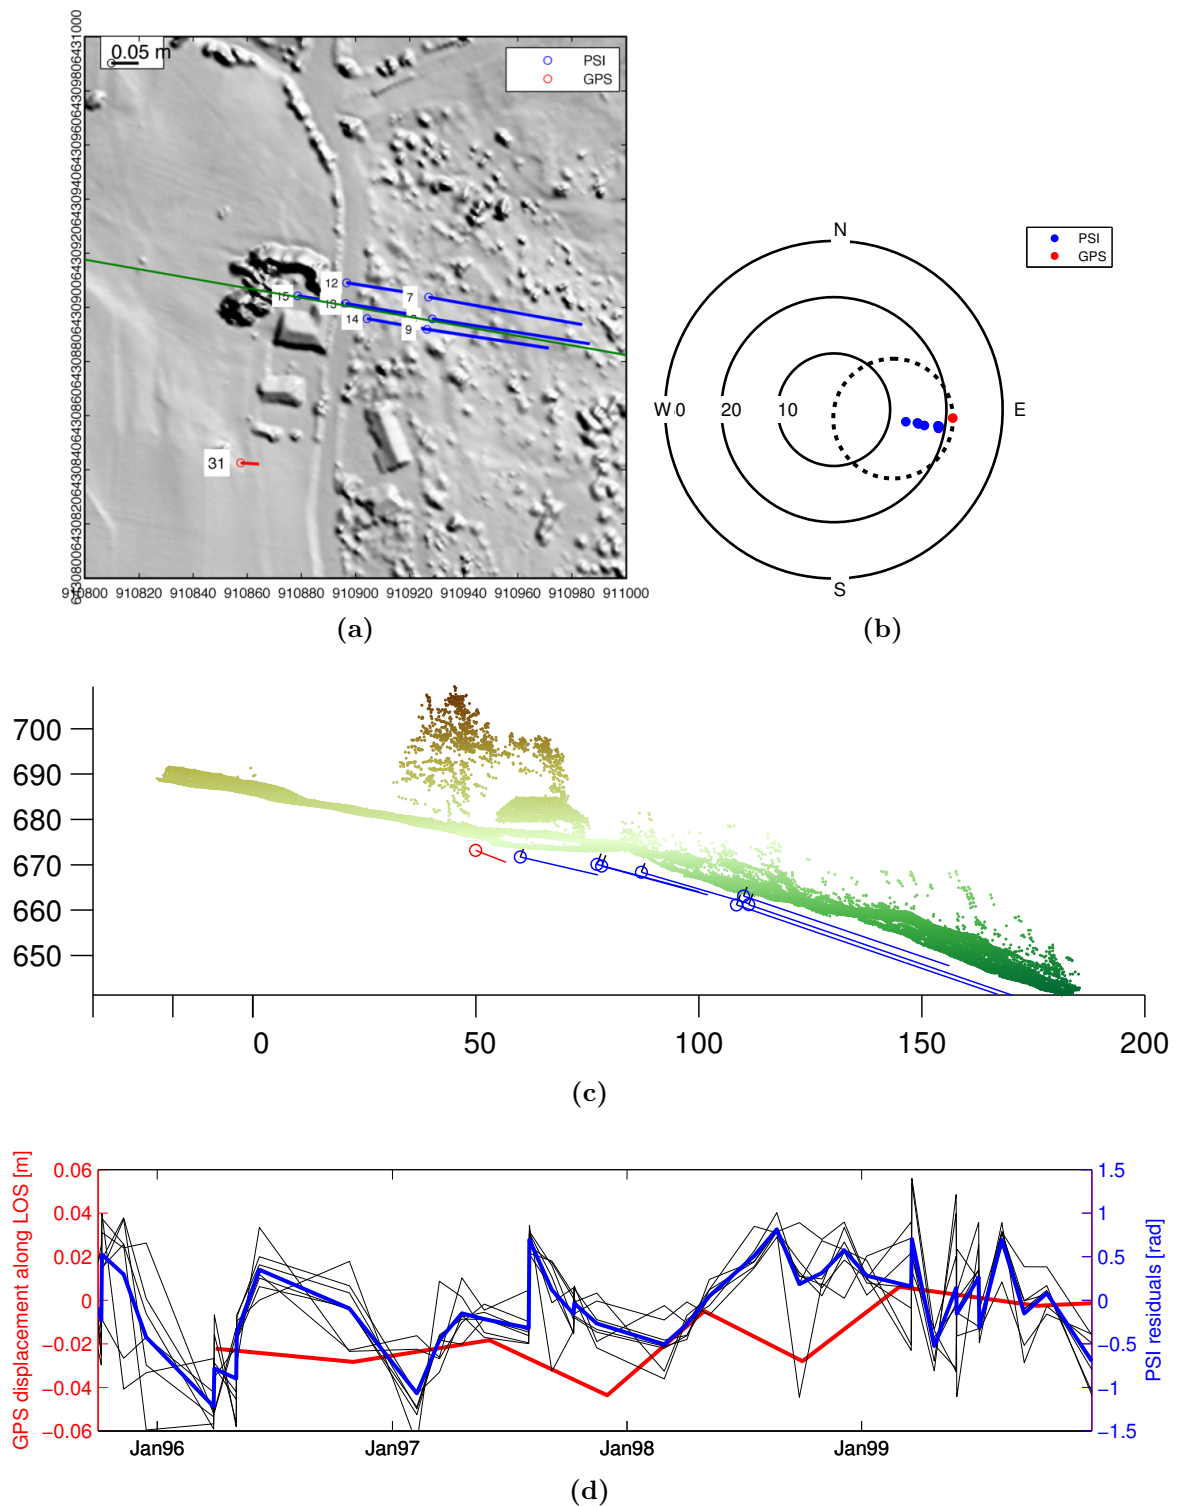 0.05 m
PSI
GPS
15
12
13
14
7
9
31
910800 910820 910840 910860 910880 910900 910920 910940 910960 910980 911000
(a)
N
PSI
GPS
W 0 20 10 E
S
(b)
700
690
680
670
660
650
0 50 100 150 200
(c)
GPS displacement along LOS [m]
0.06
0.04
0.02
0
−0.02
−0.04
−0.06
Jan96 Jan97 Jan98 Jan99
1.5
1
0.5
0
−0.5
−1
−1.5
PSI residuals [rad]
(d)